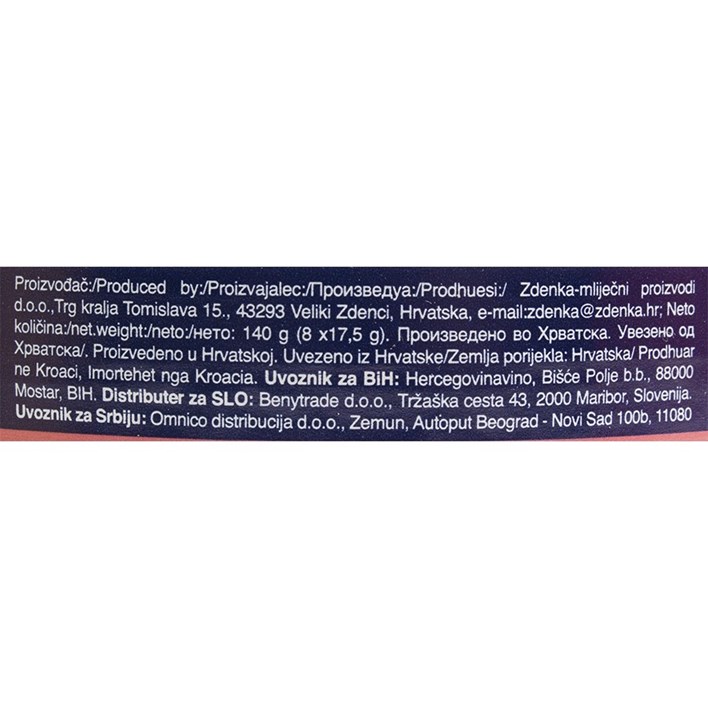 Proizvođač:/Produced by:/Proizvajalec:/Произведуа:/Prodhuesi:/ Zdenka-mliječni proizvodi
d.o.o.,Trg kralja Tomislava 15., 43293 Veliki Zdenci, Hrvatska, e-mail:zdenka@zdenka.hr; Neto
količina:/net.weight:/neto:/нето: 140 g (8 x17,5 g). Произведено во Хрватска. Увезено од
Хрватска/. Proizvedeno u Hrvatskoj. Uvezeno iz Hrvatske/Zemlja porijekla: Hrvatska/ Prodhuar
ne Kroaci, Imortehet nga Kroacia. Uvoznik za BiH: Hercegovinavino, Bišće Polje b.b., 88000
Mostar, BIH. Distributer za SLO: Benytrade d.o.o., Tržaška cesta 43, 2000 Maribor, Slovenija.
Uvoznik za Srbiju: Omnico distribucija d.o.o., Zemun, Autoput Beograd - Novi Sad 100b, 11080